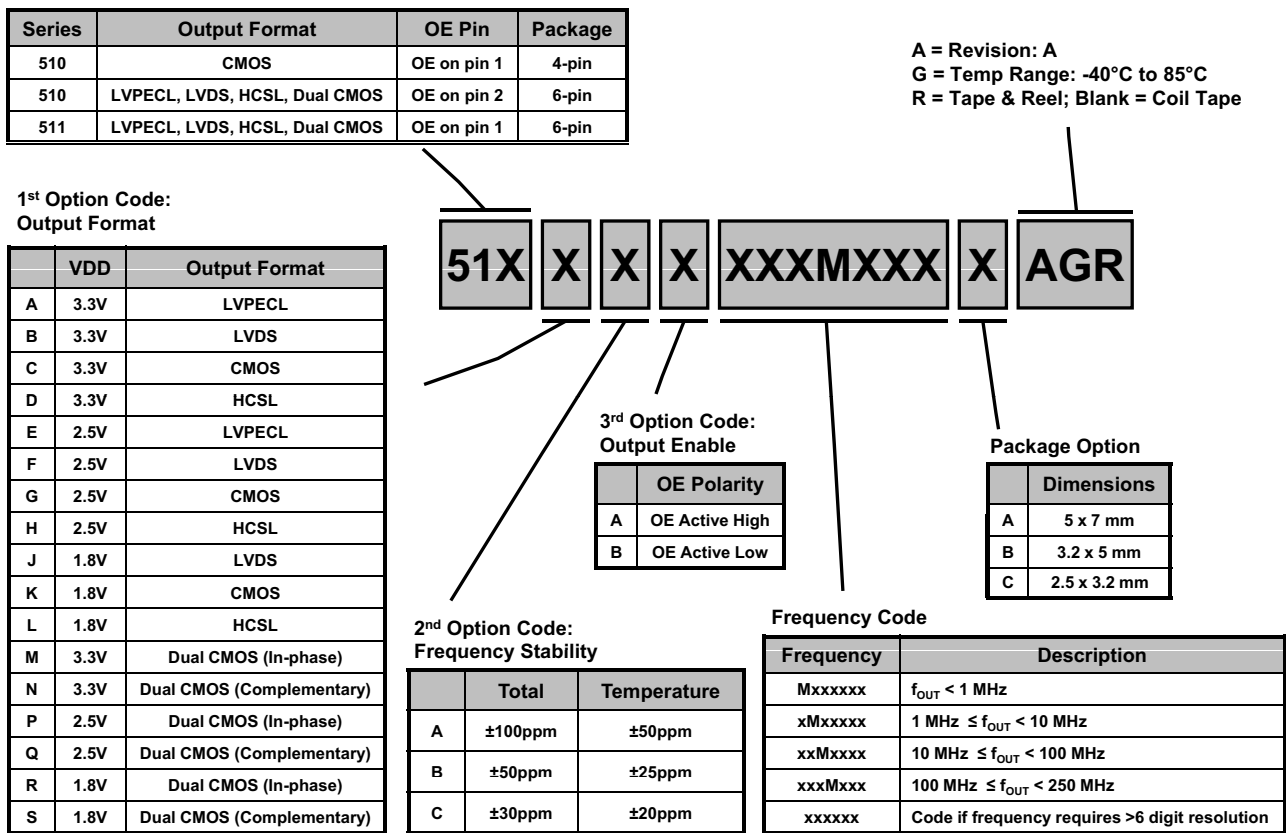 Series Output Format OE Pin Package
510 CMOS OE on pin 1 4-pin
510 LVPECL, LVDS, HCSL, Dual CMOS OE on pin 2 6-pin
511 LVPECL, LVDS, HCSL, Dual CMOS OE on pin 1 6-pin
A = Revision: A
G = Temp Range: -40°C to 85°C
R = Tape & Reel; Blank = Coil Tape
51X X X X XXXMXXX X AGR
1st Option Code:
Output Format
VDD Output Format
A 3.3V LVPECL
B 3.3V LVDS
C 3.3V CMOS
D 3.3V HCSL
E 2.5V LVPECL
F 2.5V LVDS
G 2.5V CMOS
H 2.5V HCSL
J 1.8V LVDS
K 1.8V CMOS
L 1.8V HCSL
M 3.3V Dual CMOS (In-phase)
N 3.3V Dual CMOS (Complementary)
P 2.5V Dual CMOS (In-phase)
Q 2.5V Dual CMOS (Complementary)
R 1.8V Dual CMOS (In-phase)
S 1.8V Dual CMOS (Complementary)
2nd Option Code:
Frequency Stability
Total Temperature
A ±100ppm ±50ppm
B ±50ppm ±25ppm
C ±30ppm ±20ppm
3rd Option Code:
Output Enable
OE Polarity
A OE Active High
B OE Active Low
Package Option
Dimensions
A 5 x 7 mm
B 3.2 x 5 mm
C 2.5 x 3.2 mm
Frequency Code
Frequency Description
Mxxxxxx fOUT < 1 MHz
xMxxxxx 1 MHz ≤ fOUT < 10 MHz
xxMxxxx 10 MHz ≤ fOUT < 100 MHz
xxxMxxx 100 MHz ≤ fOUT < 250 MHz
xxxxxx Code if frequency requires >6 digit resolution